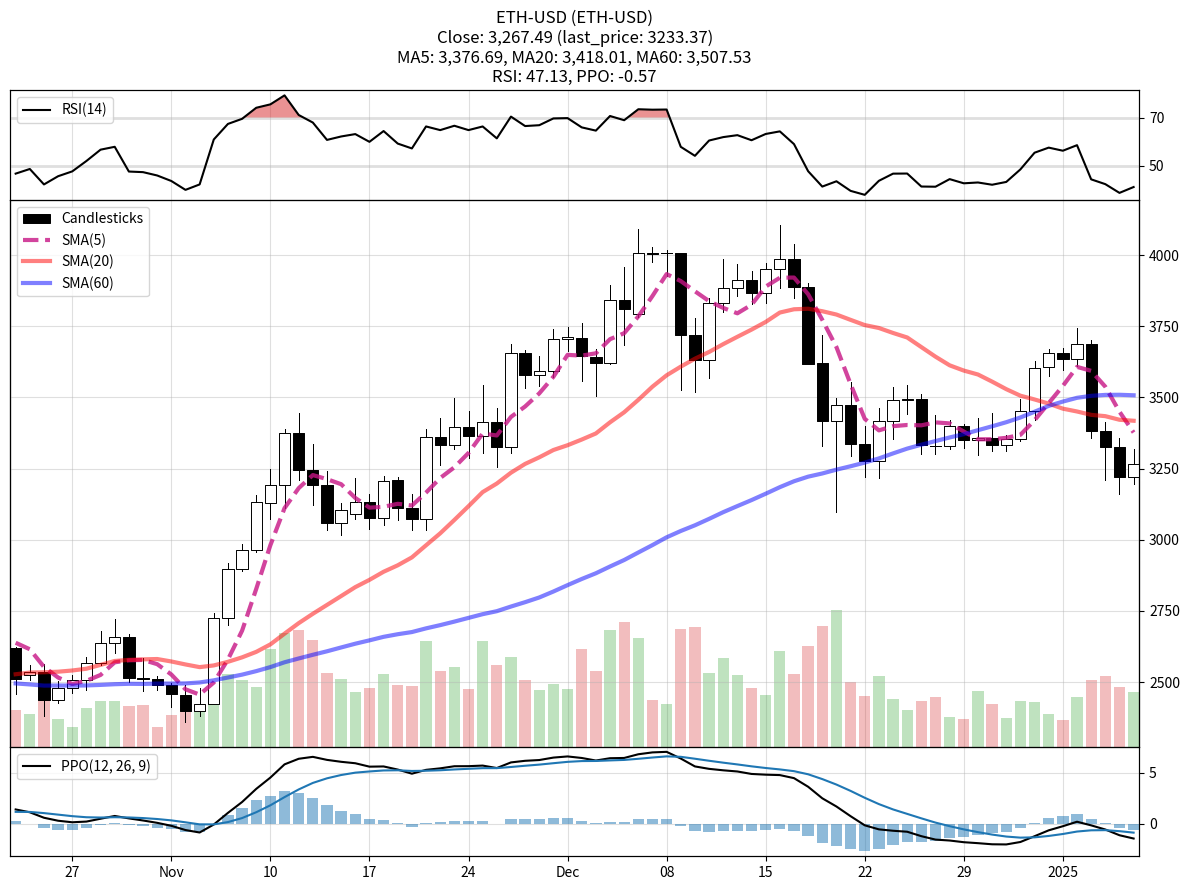 ETH-USD (ETH-USD)
Close: 3,267.49 (last_price: 3233.37)
MA5: 3,376.69, MA20: 3,418.01, MA60: 3,507.53
RSI: 47.13, PPO: -0.57
RSI(14)
70
50
Candlesticks
SMA(5)
SMA(20)
SMA(60)
4000
3750
3500
3250
3000
2750
2500
PPO(12, 26, 9)
5
0
27 Nov 10 17 24 Dec 08 15 22 29 2025